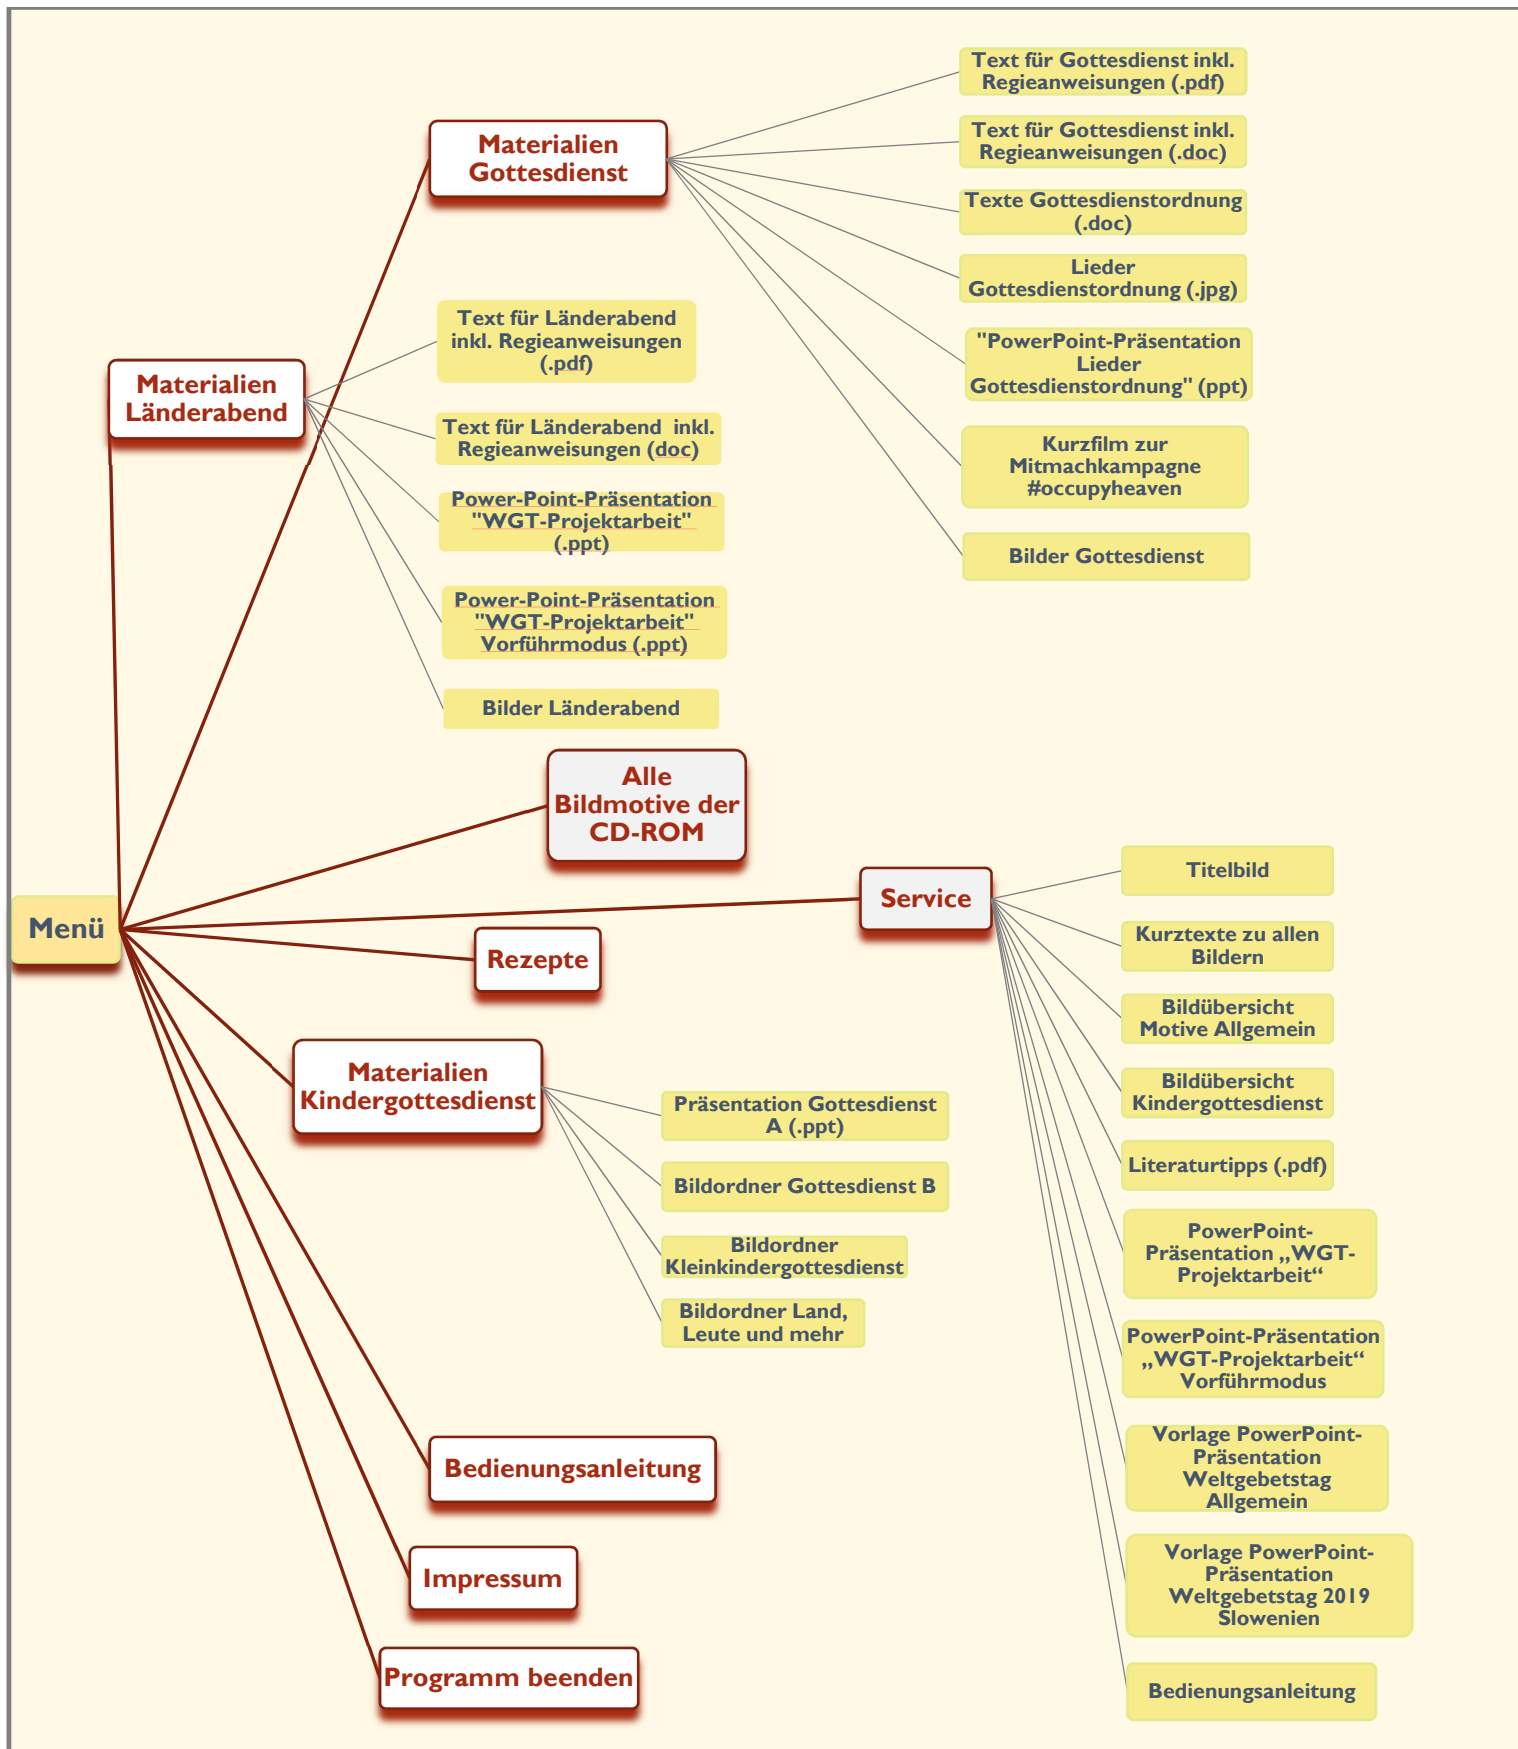 Text für Gottesdienst inkl.
Regieanweisungen (.pdf)
Materialien
Gottesdienst
Text für Gottesdienst inkl.
Regieanweisungen (.doc)
Texte Gottesdienstordnung
(.doc)
Lieder
Gottesdienstordnung (.jpg)
"PowerPoint-Präsentation
Lieder
Gottesdienstordnung" (ppt)
Kurzfilm zur
Mitmachkampagne
#occupyheaven
Bilder Gottesdienst
Materialien
Länderabend
Text für Länderabend
inkl. Regieanweisungen
(.pdf)
Text für Länderabend  inkl.
Regieanweisungen (doc)
Power-Point-Präsentation
"WGT-Projektarbeit"
(.ppt)
Power-Point-Präsentation
"WGT-Projektarbeit"
Vorführmodus (.ppt)
Bilder Länderabend
Alle
Bildmotive der
CD-ROM
Menü
Service
Titelbild
Kurztexte zu allen
Bildern
Bildübersicht
Motive Allgemein
Bildübersicht
Kindergottesdienst
Literaturtipps (.pdf)
PowerPoint-
Präsentation „WGT-
Projektarbeit“
PowerPoint-Präsentation
„WGT-Projektarbeit“
Vorführmodus
Vorlage PowerPoint-
Präsentation
Weltgebetstag
Allgemein
Vorlage PowerPoint-
Präsentation
Weltgebetstag 2019
Slowenien
Bedienungsanleitung
Rezepte
Materialien
Kindergottesdienst
Präsentation Gottesdienst
A (.ppt)
Bildordner Gottesdienst B
Bildordner
Kleinkindergottesdienst
Bildordner Land,
Leute und mehr
Bedienungsanleitung
Impressum
Programm beenden